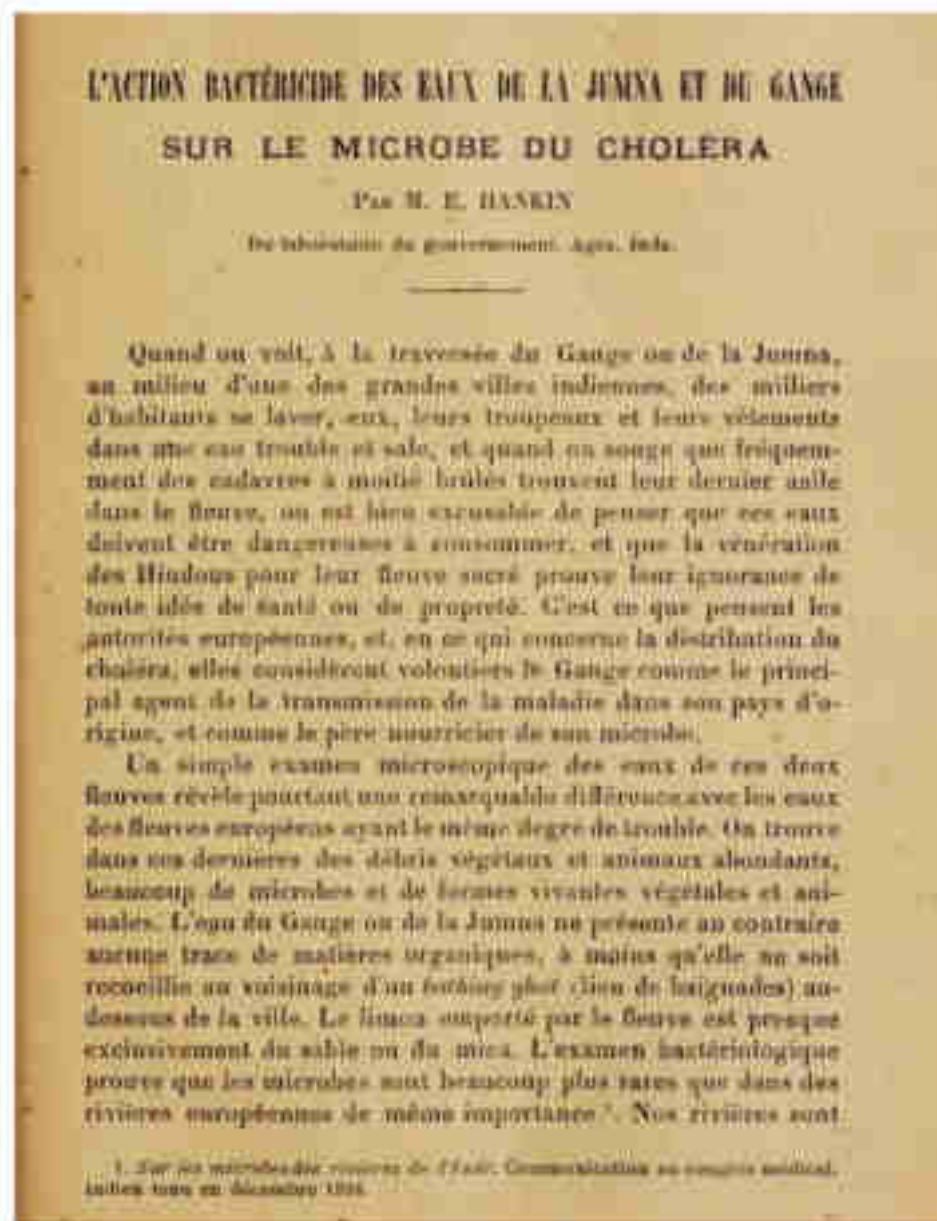 L'ACTION BACTÉRICIDE DES EAUX DE LA JUMNA ET DU GANGE
SUR LE MICROBE DU CHOLÉRA
PAR M. E. HANKIN
Du laboratoire du gouvernement. Agra. Inde.
Quand on voit, à la traversée du Gange ou de la Jumna,
au milieu d'une des grandes villes indiennes, des milliers
d'habitants se laver, eux, leurs troupeaux et leurs vêtements
dans une eau trouble et sale, et quand on songe que fréquem-
ment des cadavres à moitié brûlés trouvent leur dernier asile
dans le fleuve, on est bien excusable de penser que ces eaux
doivent être dangereuses à consommer, et que la vénération
des Hindous pour leur fleuve sacré prouve leur ignorance de
toute idée de santé ou de propreté. C'est ce que pensent les
autorités européennes, et, en ce qui concerne la distribution du
choléra, elles considèrent volontiers le Gange comme le princi-
pal agent de la transmission de la maladie dans son pays d'o-
rigine, et comme le père nourricier de son microbe.
Un simple examen microscopique des eaux de ces deux
fleuves révèle pourtant une remarquable différence avec les eaux
des fleuves européens ayant le même degré de trouble. On trouve
dans ces dernières des débris végétaux et animaux abondants,
beaucoup de microbes et de formes vivantes végétales et ani-
males. L'eau du Gange ou de la Jumna ne présente au contraire
aucune trace de matières organiques, à moins qu'elle ne soit
recueillie au voisinage d'un bathing ghat (lieu de baignades) au-
dessous de la ville. Le limon emporté par le fleuve est presque
exclusivement du sable ou du mica. L'examen bactériologique
prouve que les microbes sont beaucoup plus rares que dans des
rivières européennes de même importance ¹. Nos rivières sont
1. Sur les microbes des rivières de l'Inde. Communication au congrès médical.
indien tenu en décembre